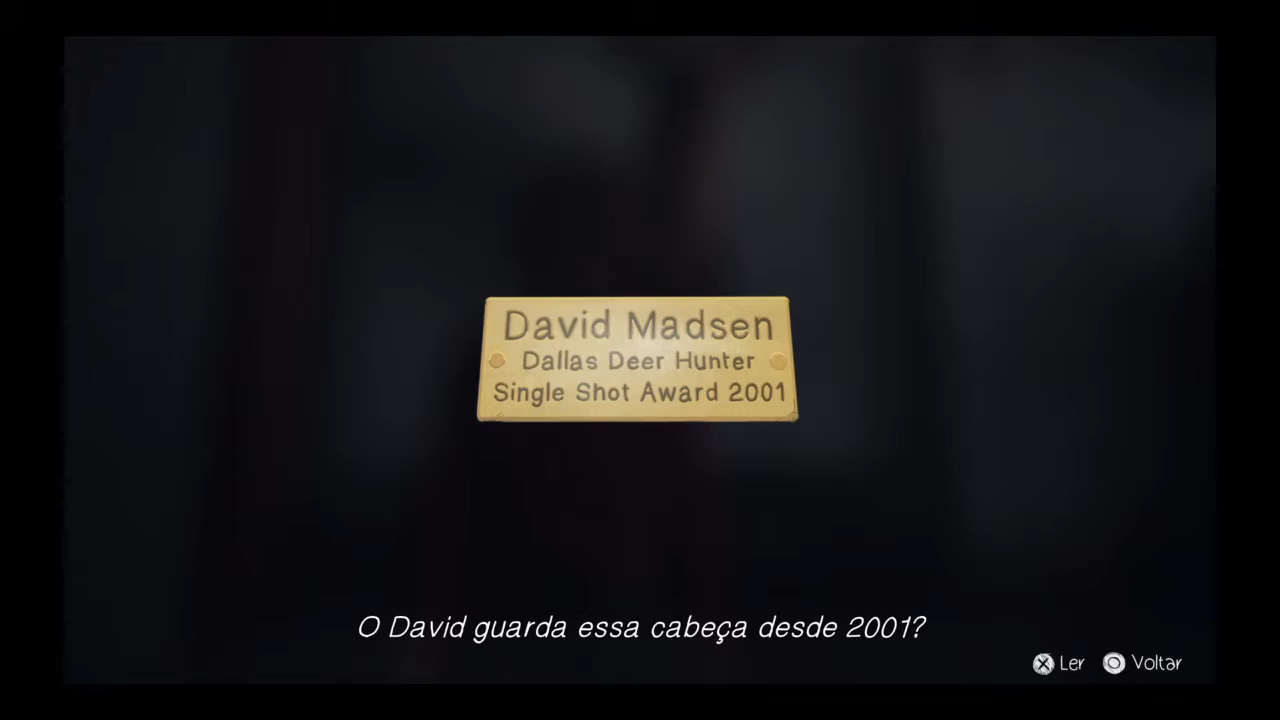 David Madsen
Dallas Deer Hunter
Single Shot Award 2001
O David guarda essa cabeça desde 2001?
Ler Voltar